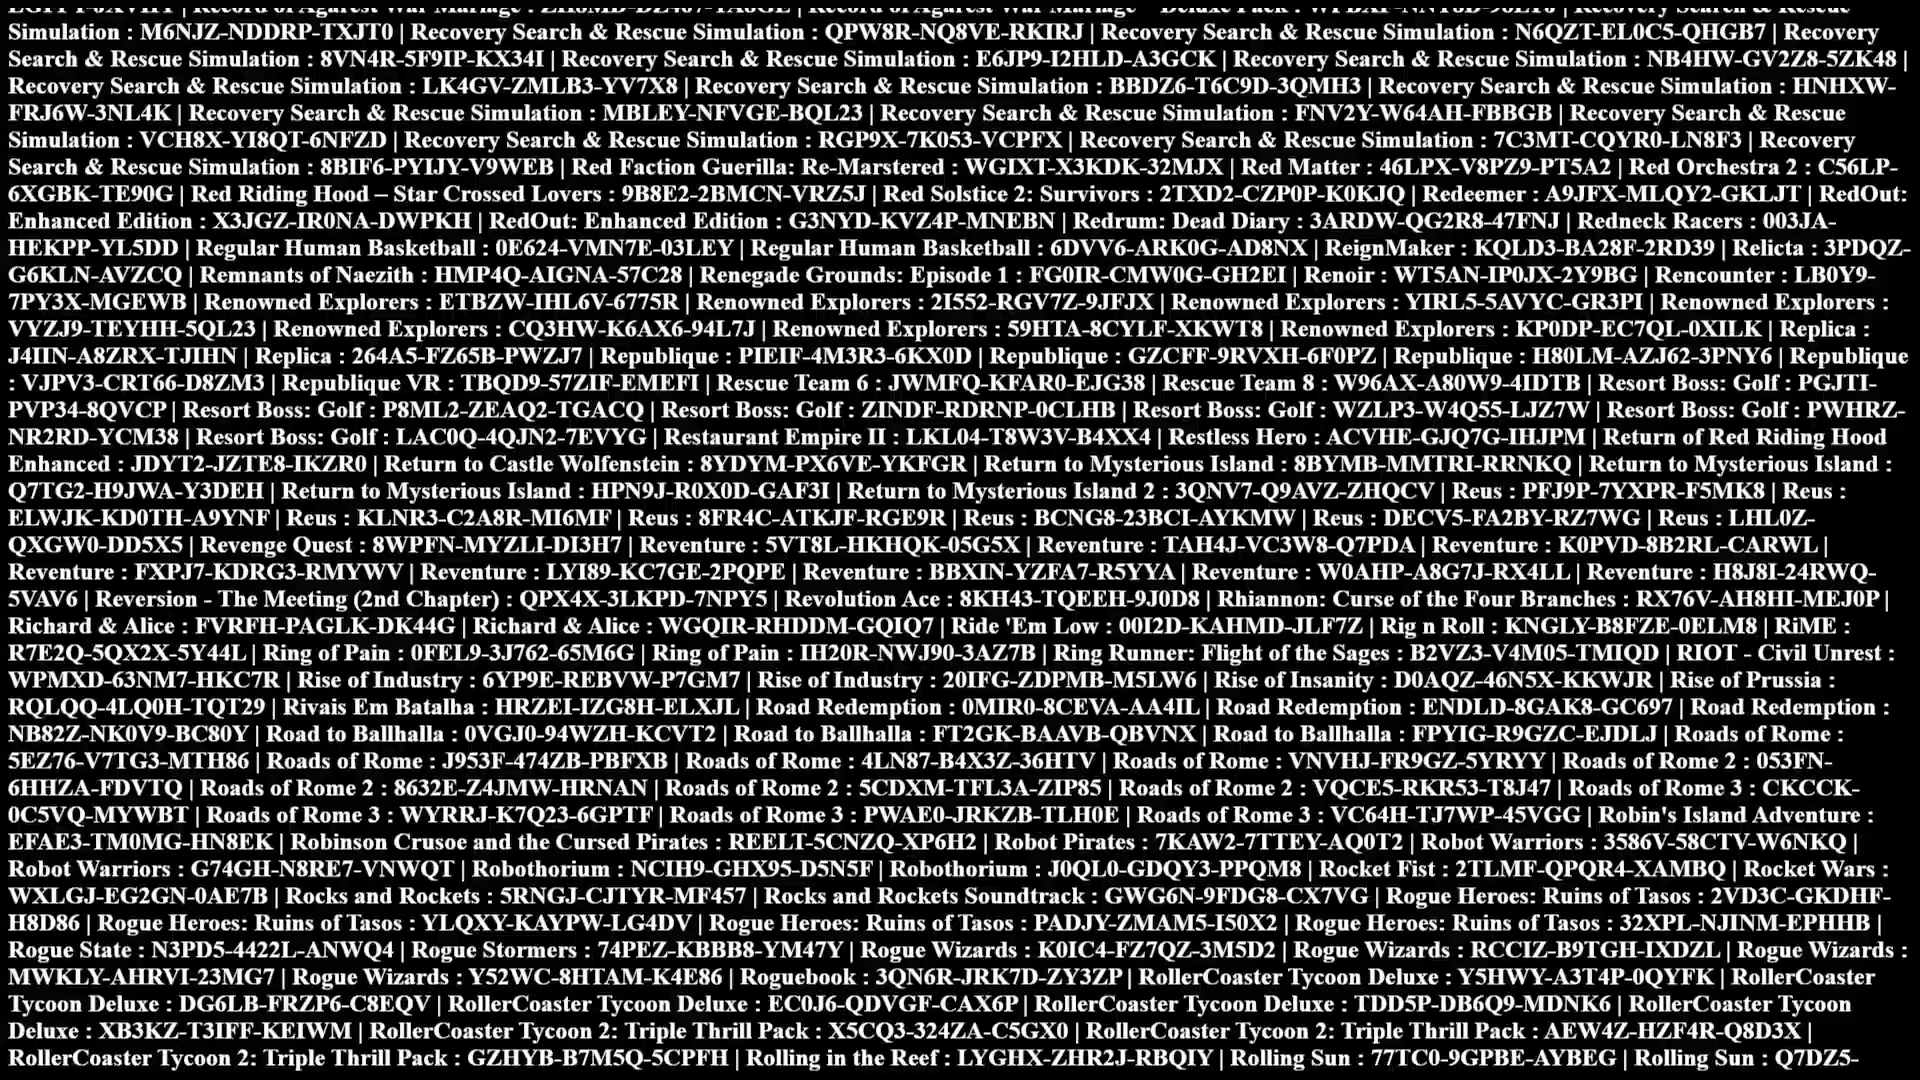 Simulation : M6NJZ-NDDRP-TXJT0 | Recovery Search & Rescue Simulation : QPW8R-NQ8VE-RKIRJ | Recovery Search & Rescue Simulation : N6QZT-EL0C5-QHGB7 | Recovery
Search & Rescue Simulation : 8VN4R-5F9IP-KX34I | Recovery Search & Rescue Simulation : E6JP9-I2HLD-A3GCK | Recovery Search & Rescue Simulation : NB4HW-GV2Z8-5ZK48 |
Recovery Search & Rescue Simulation : LK4GV-ZMLB3-YV7X8 | Recovery Search & Rescue Simulation : BBDZ6-T6C9D-3QMH3 | Recovery Search & Rescue Simulation : HNHXW-
FRJ6W-3NL4K | Recovery Search & Rescue Simulation : MBLEY-NFVGE-BQL23 | Recovery Search & Rescue Simulation : FNV2Y-W64AH-FBBGB | Recovery Search & Rescue
Simulation : VCH8X-YI8QT-6NFZD | Recovery Search & Rescue Simulation : RGP9X-7K053-VCPFX | Recovery Search & Rescue Simulation : 7C3MT-CQYR0-LN8F3 | Recovery
Search & Rescue Simulation : 8BIF6-PYIJY-V9WEB | Red Faction Guerilla: Re-Marstered : WGIXT-X3KDK-32MJX | Red Matter : 46LPX-V8PZ9-PT5A2 | Red Orchestra 2 : C56LP-
6XGBK-TE90G | Red Riding Hood – Star Crossed Lovers : 9B8E2-2BMCN-VRZ5J | Red Solstice 2: Survivors : 2TXD2-CZP0P-K0KJQ | Redeemer : A9JFX-MLQY2-GKLJT | RedOut:
Enhanced Edition : X3JGZ-IR0NA-DWPKH | RedOut: Enhanced Edition : G3NYD-KVZ4P-MNEBN | Redrum: Dead Diary : 3ARDW-QG2R8-47FNJ | Redneck Racers : 003JA-
HEKPP-YL5DD | Regular Human Basketball : 0E624-VMN7E-03LEY | Regular Human Basketball : 6DVV6-ARK0G-AD8NX | ReignMaker : KQLD3-BA28F-2RD39 | Relicta : 3PDQZ-
G6KLN-AVZCQ | Remnants of Naezith : HMP4Q-AIGNA-57C28 | Renegade Grounds: Episode 1 : FG0IR-CMW0G-GH2EI | Renoir : WT5AN-IP0JX-2Y9BG | Rencounter : LB0Y9-
7PY3X-MGEWB | Renowned Explorers : ETBZW-IHL6V-6775R | Renowned Explorers : 2I552-RGV7Z-9JFJX | Renowned Explorers : YIRL5-5AVYC-GR3PI | Renowned Explorers :
VYZJ9-TEYHH-5QL23 | Renowned Explorers : CQ3HW-K6AX6-94L7J | Renowned Explorers : 59HTA-8CYLF-XKWT8 | Renowned Explorers : KP0DP-EC7QL-0XILK | Replica :
J4IIN-A8ZRX-TJIHN | Replica : 264A5-FZ65B-PWZJ7 | Republique : PIEIF-4M3R3-6KX0D | Republique : GZCFF-9RVXH-6F0PZ | Republique : H80LM-AZJ62-3PNY6 | Republique
: VJPV3-CRT66-D8ZM3 | Republique VR : TBQD9-57ZIF-EMEFI | Rescue Team 6 : JWMFQ-KFAR0-EJG38 | Rescue Team 8 : W96AX-A80W9-4IDTB | Resort Boss: Golf : PGJTI-
PVP34-8QVCP | Resort Boss: Golf : P8ML2-ZEAQ2-TGACQ | Resort Boss: Golf : ZINDF-RDRNP-0CLHB | Resort Boss: Golf : WZLP3-W4Q55-LJZ7W | Resort Boss: Golf : PWHRZ-
NR2RD-YCM38 | Resort Boss: Golf : LAC0Q-4QJN2-7EVYG | Restaurant Empire II : LKL04-T8W3V-B4XX4 | Restless Hero : ACVHE-GJQ7G-IHJPM | Return of Red Riding Hood
Enhanced : JDYT2-JZTE8-IKZR0 | Return to Castle Wolfenstein : 8YDYM-PX6VE-YKFGR | Return to Mysterious Island : 8BYMB-MMTRI-RRNKQ | Return to Mysterious Island :
Q7TG2-H9JWA-Y3DEH | Return to Mysterious Island : HPN9J-R0X0D-GAF3I | Return to Mysterious Island 2 : 3QNV7-Q9AVZ-ZHQCV | Reus : PFJ9P-7YXPR-F5MK8 | Reus :
ELWJK-KD0TH-A9YNF | Reus : KLNR3-C2A8R-MI6MF | Reus : 8FR4C-ATKJF-RGE9R | Reus : BCNG8-23BCI-AYKMW | Reus : DECV5-FA2BY-RZ7WG | Reus : LHL0Z-
QXGW0-DD5X5 | Revenge Quest : 8WPFN-MYZLI-DI3H7 | Reventure : 5VT8L-HKHQK-05G5X | Reventure : TAH4J-VC3W8-Q7PDA | Reventure : K0PVD-8B2RL-CARWL |
Reventure : FXPJ7-KDRG3-RMYWV | Reventure : LYI89-KC7GE-2PQPE | Reventure : BBXIN-YZFA7-R5YYA | Reventure : W0AHP-A8G7J-RX4LL | Reventure : H8J8I-24RWQ-
5VAV6 | Reversion - The Meeting (2nd Chapter) : QPX4X-3LKPD-7NPY5 | Revolution Ace : 8KH43-TQEEH-9J0D8 | Rhiannon: Curse of the Four Branches : RX76V-AH8HI-MEJ0P |
Richard & Alice : FVRFH-PAGLK-DK44G | Richard & Alice : WGQIR-RHDDM-GQIQ7 | Ride 'Em Low : 00I2D-KAHMD-JLF7Z | Rig n Roll : KNGLY-B8FZE-0ELM8 | RiME :
R7E2Q-5QX2X-5Y44L | Ring of Pain : 0FEL9-3J762-65M6G | Ring of Pain : IH20R-NWJ90-3AZ7B | Ring Runner: Flight of the Sages : B2VZ3-V4M05-TMIQD | RIOT - Civil Unrest :
WPMXD-63NM7-HKC7R | Rise of Industry : 6YP9E-REBVW-P7GM7 | Rise of Industry : 20IFG-ZDPMB-M5LW6 | Rise of Insanity : D0AQZ-46N5X-KKWJR | Rise of Prussia :
RQLQQ-4LQ0H-TQT29 | Rivais Em Batalha : HRZEI-IZG8H-ELXJL | Road Redemption : 0MIR0-8CEVA-AA4IL | Road Redemption : ENDLD-8GAK8-GC697 | Road Redemption :
NB82Z-NK0V9-BC80Y | Road to Ballhalla : 0VGJ0-94WZH-KCVT2 | Road to Ballhalla : FT2GK-BAAVB-QBVNX | Road to Ballhalla : FPYIG-R9GZC-EJDLJ | Roads of Rome :
5EZ76-V7TG3-MTH86 | Roads of Rome : J953F-474ZB-PBFXB | Roads of Rome : 4LN87-B4X3Z-36HTV | Roads of Rome : VNVHJ-FR9GZ-5YRYY | Roads of Rome 2 : 053FN-
6HHZA-FDVTQ | Roads of Rome 2 : 8632E-Z4JMW-HRNAN | Roads of Rome 2 : 5CDXM-TFL3A-ZIP85 | Roads of Rome 2 : VQCE5-RKR53-T8J47 | Roads of Rome 3 : CKCCK-
0C5VQ-MYWBT | Roads of Rome 3 : WYRRJ-K7Q23-6GPTF | Roads of Rome 3 : PWAE0-JRKZB-TLH0E | Roads of Rome 3 : VC64H-TJ7WP-45VGG | Robin's Island Adventure :
EFAE3-TM0MG-HN8EK | Robinson Crusoe and the Cursed Pirates : REELT-5CNZQ-XP6H2 | Robot Pirates : 7KAW2-7TTEY-AQ0T2 | Robot Warriors : 3586V-58CTV-W6NKQ |
Robot Warriors : G74GH-N8RE7-VNWQT | Robothorium : NCIH9-GHX95-D5N5F | Robothorium : J0QL0-GDQY3-PPQM8 | Rocket Fist : 2TLMF-QPQR4-XAMBQ | Rocket Wars :
WXLGJ-EG2GN-0AE7B | Rocks and Rockets : 5RNGJ-CJTYR-MF457 | Rocks and Rockets Soundtrack : GWG6N-9FDG8-CX7VG | Rogue Heroes: Ruins of Tasos : 2VD3C-GKDHF-
H8D86 | Rogue Heroes: Ruins of Tasos : YLQXY-KAYPW-LG4DV | Rogue Heroes: Ruins of Tasos : PADJY-ZMAM5-I50X2 | Rogue Heroes: Ruins of Tasos : 32XPL-NJINM-EPHHB |
Rogue State : N3PD5-4422L-ANWQ4 | Rogue Stormers : 74PEZ-KBBB8-YM47Y | Rogue Wizards : K0IC4-FZ7QZ-3M5D2 | Rogue Wizards : RCCIZ-B9TGH-IXDZL | Rogue Wizards :
MWKLY-AHRVI-23MG7 | Rogue Wizards : Y52WC-8HTAM-K4E86 | Roguebook : 3QN6R-JRK7D-ZY3ZP | RollerCoaster Tycoon Deluxe : Y5HWY-A3T4P-0QYFK | RollerCoaster
Tycoon Deluxe : DG6LB-FRZP6-C8EQV | RollerCoaster Tycoon Deluxe : EC0J6-QDVGF-CAX6P | RollerCoaster Tycoon Deluxe : TDD5P-DB6Q9-MDNK6 | RollerCoaster Tycoon
Deluxe : XB3KZ-T3IFF-KEIWM | RollerCoaster Tycoon 2: Triple Thrill Pack : X5CQ3-324ZA-C5GX0 | RollerCoaster Tycoon 2: Triple Thrill Pack : AEW4Z-HZF4R-Q8D3X |
RollerCoaster Tycoon 2: Triple Thrill Pack : GZHYB-B7M5Q-5CPFH | Rolling in the Reef : LYGHX-ZHR2J-RBQIY | Rolling Sun : 77TC0-9GPBE-AYBEG | Rolling Sun : Q7DZ5-